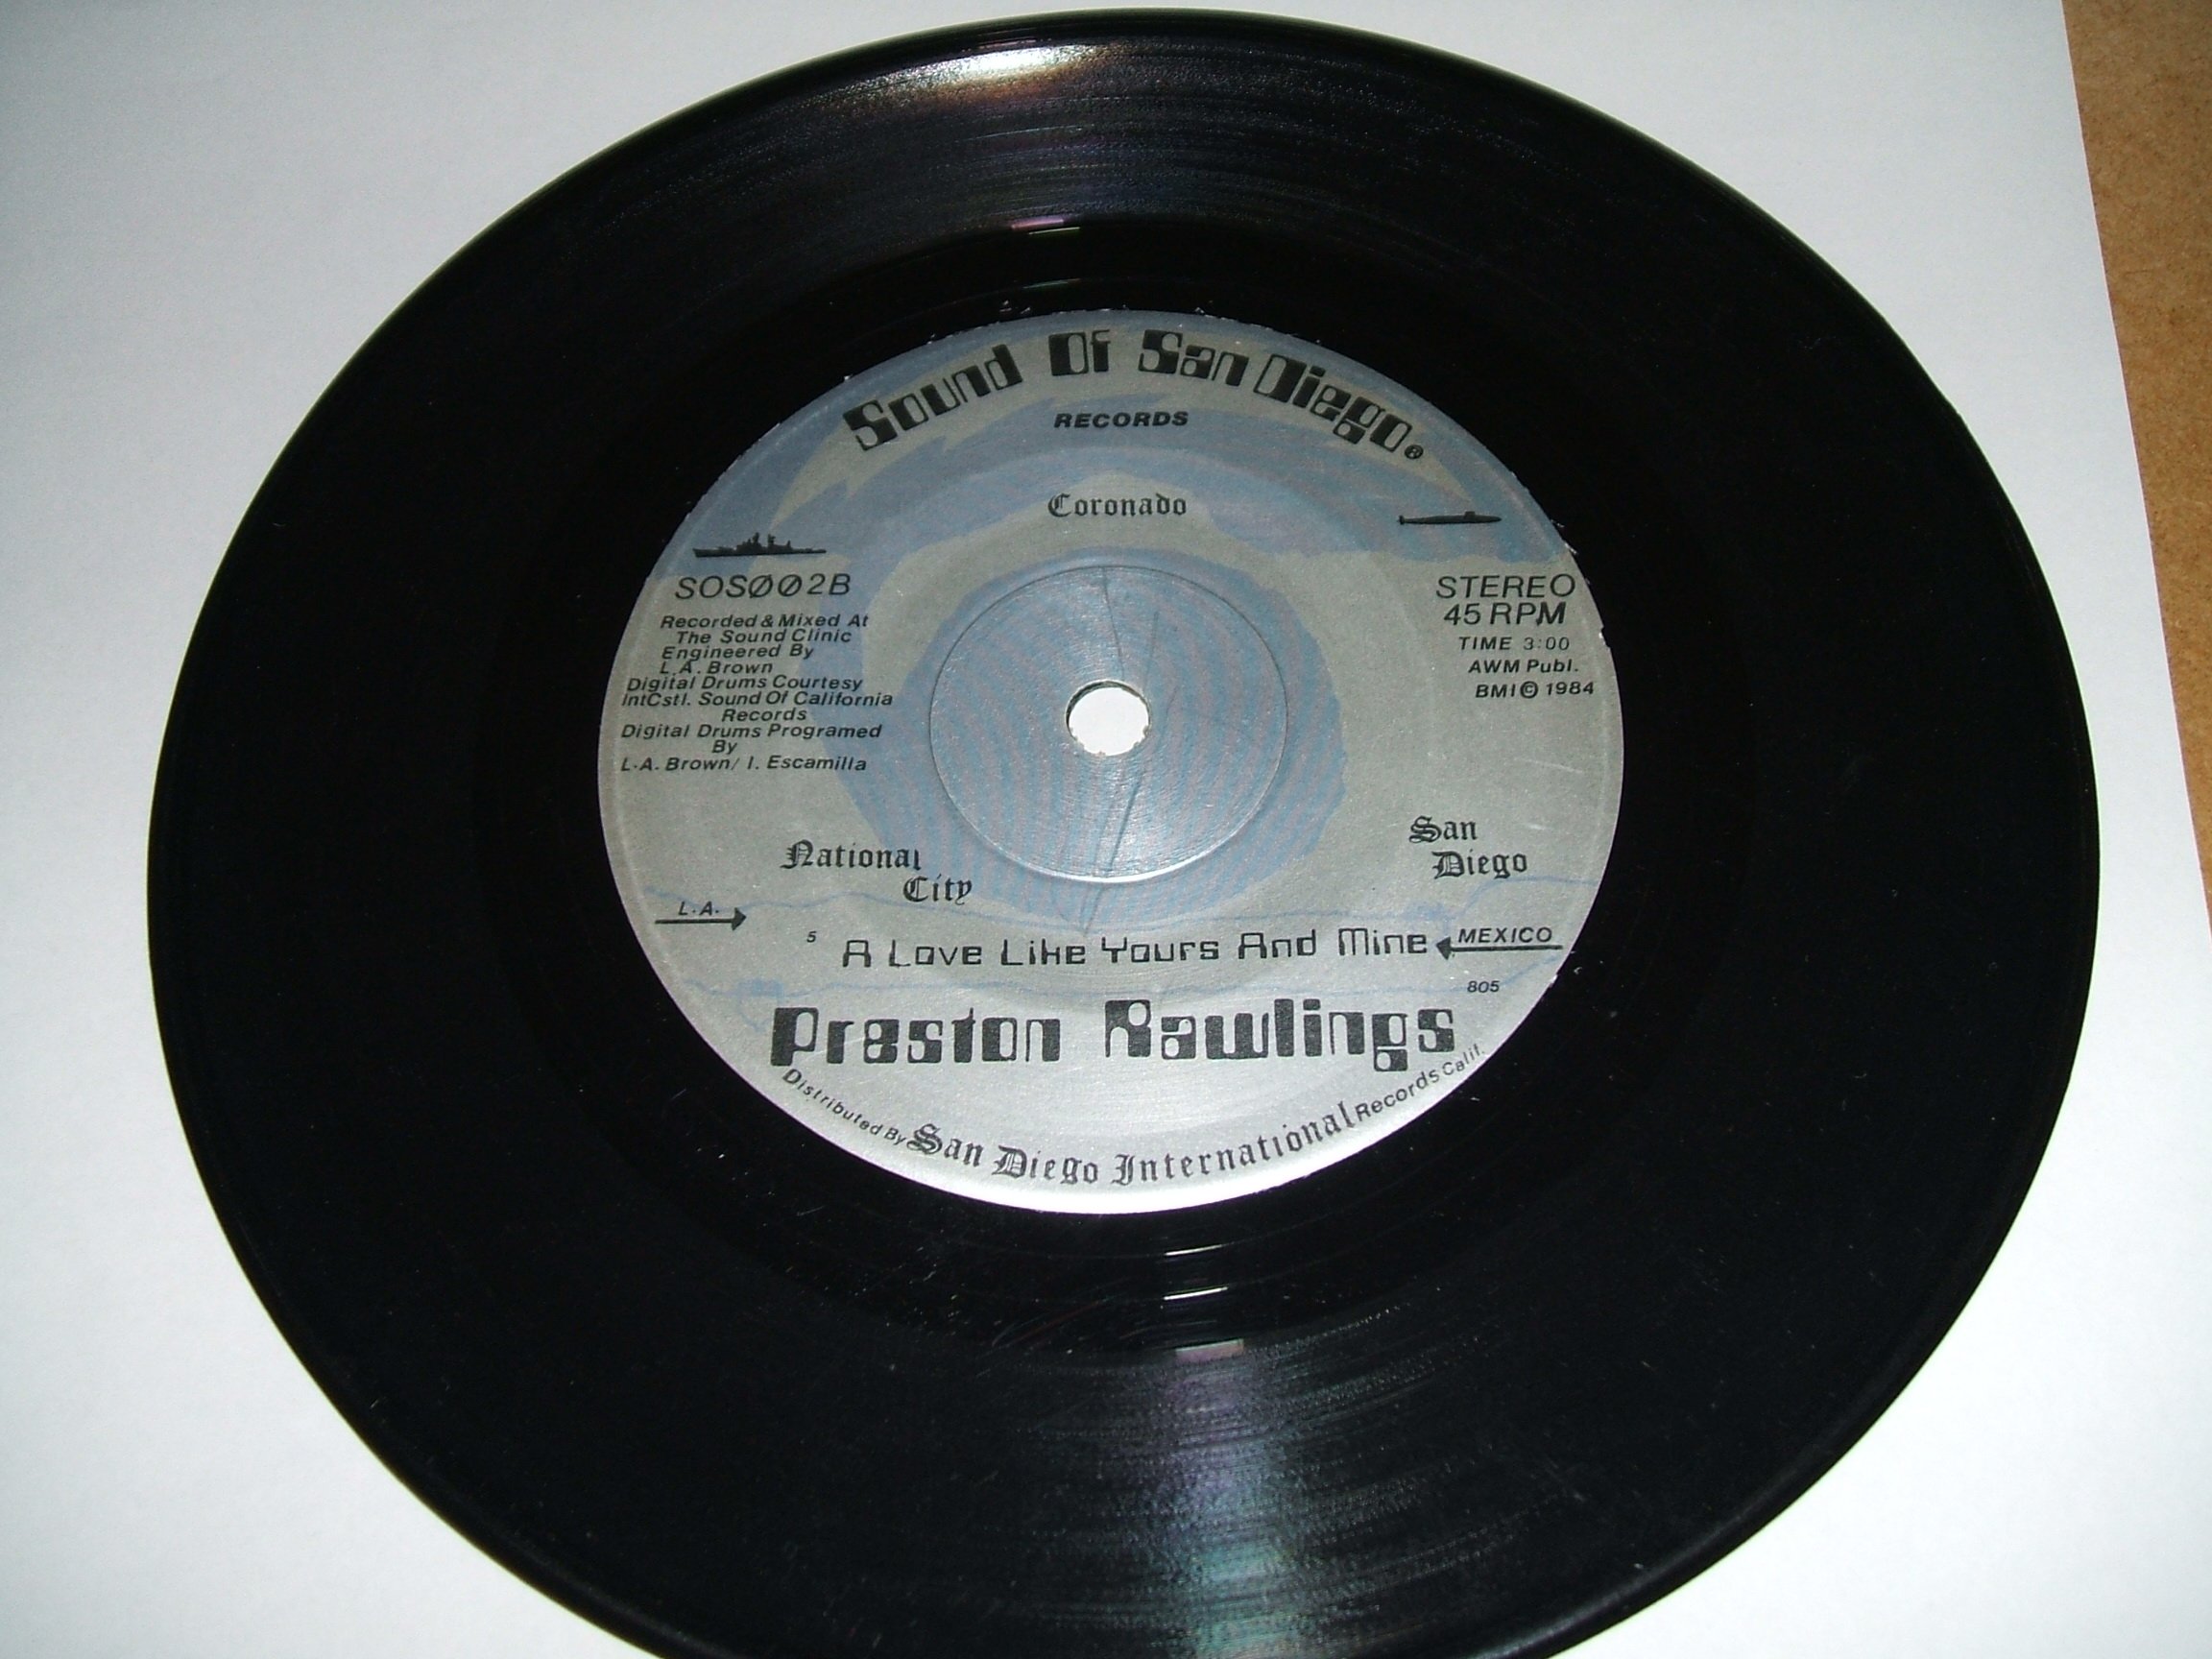 Sound Of San Diego®
RECORDS
Coronado
SOSØØ2B
Recorded & Mixed At
The Sound Clinic
Engineered By
L.A. Brown
Digital Drums Courtesy
IntCstl. Sound Of California
Records
Digital Drums Programed
By
L.A. Brown/ I. Escamilla
STEREO
45 RPM
TIME 3:00
AWM Publ.
BMI © 1984
National
City
San
Diego
L.A.
MEXICO
5
A Love Like Yours And Mine
805
Preston Rawlings
Distributed By San Diego International Records Calif.